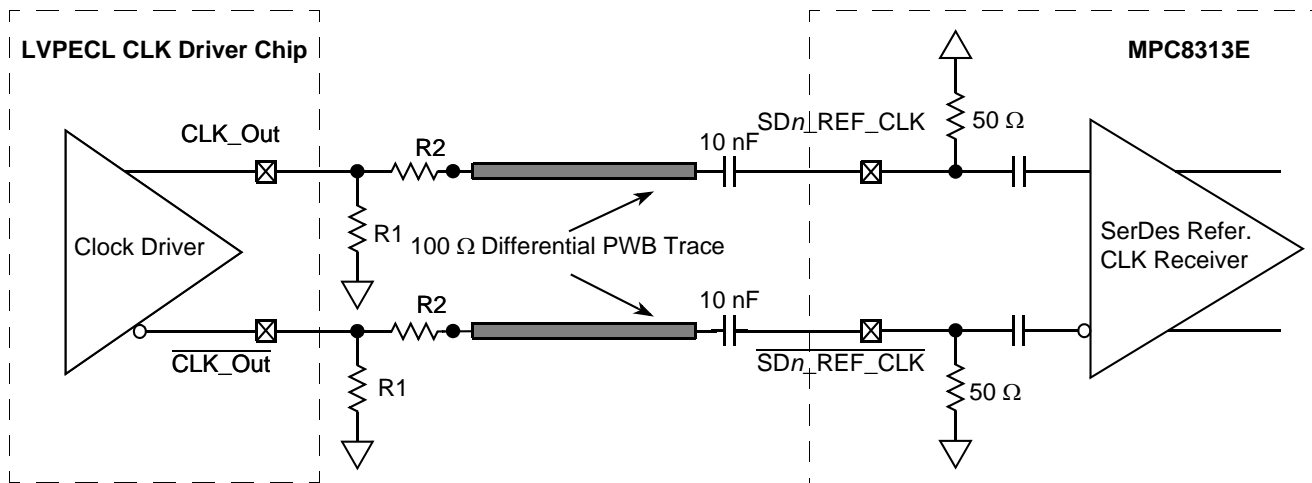 LVPECL CLK Driver Chip
MPC8313E
CLK_Out
R2
10 nF
SDn_REF_CLK
50 Ω
Clock Driver
R1
100 Ω Differential PWB Trace
SerDes Refer.
CLK Receiver
R2
10 nF
CLK_Out
SDn_REF_CLK
R1
50 Ω